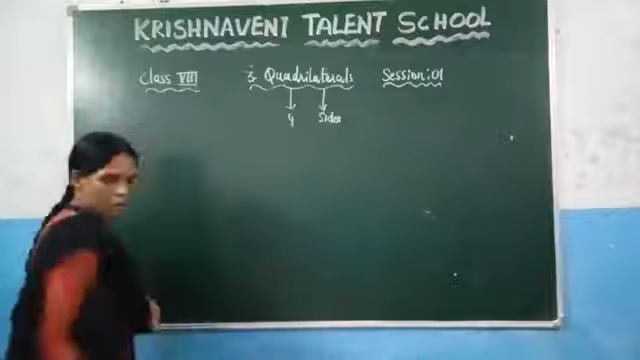 KRISHNAVENI TALENT SCHOOL
Class VIII 3. Quadrilaterals Session:01
4 Sides